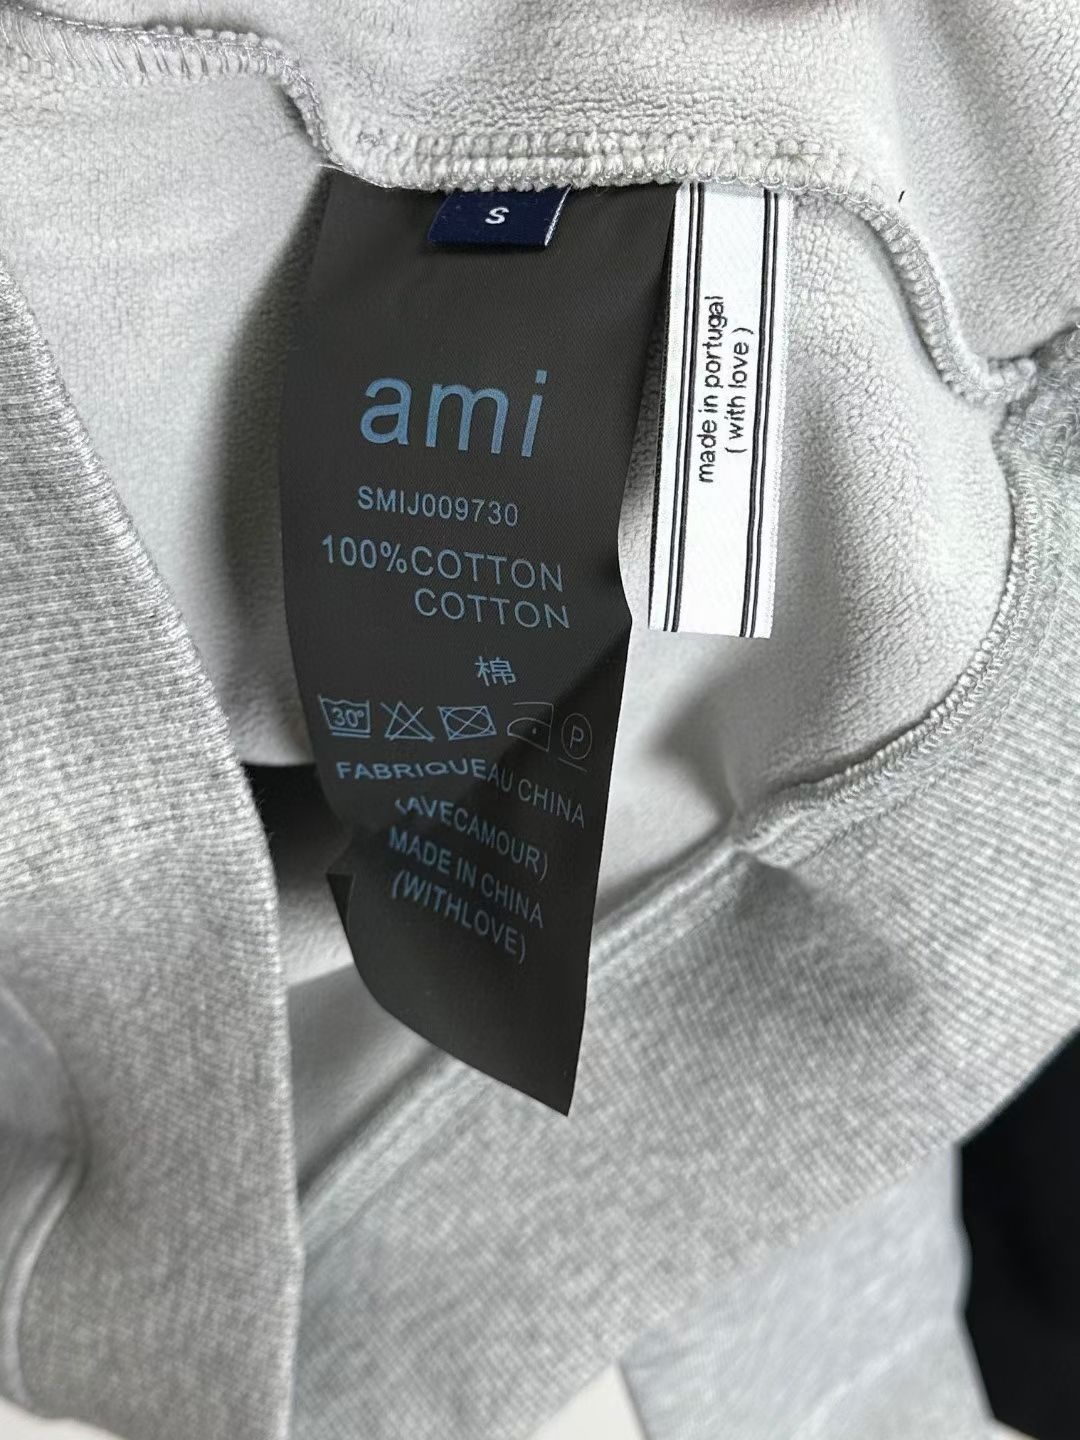 S
ami
SMIJ009730
100%COTTON
COTTON
棉
30°
P
FABRIQUEAU CHINA
(AVECAMOUR)
MADE IN CHINA
(WITHLOVE)
made in portugal
( with love )